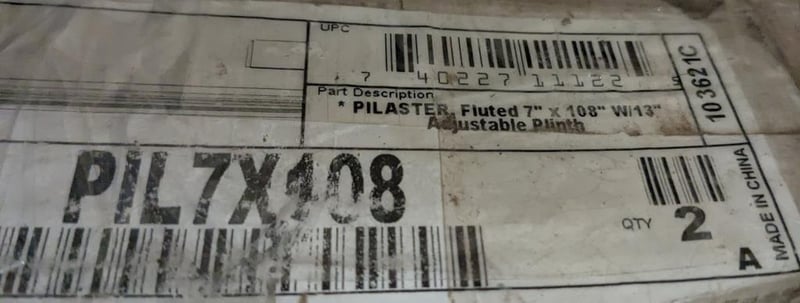 UPC
7 40227 11122 5
Part Description
* PILASTER, Fluted 7" x 108" W/13"
Adjustable Plinth
103621C
PIL7X108
QTY 2
A
MADE IN CHINA